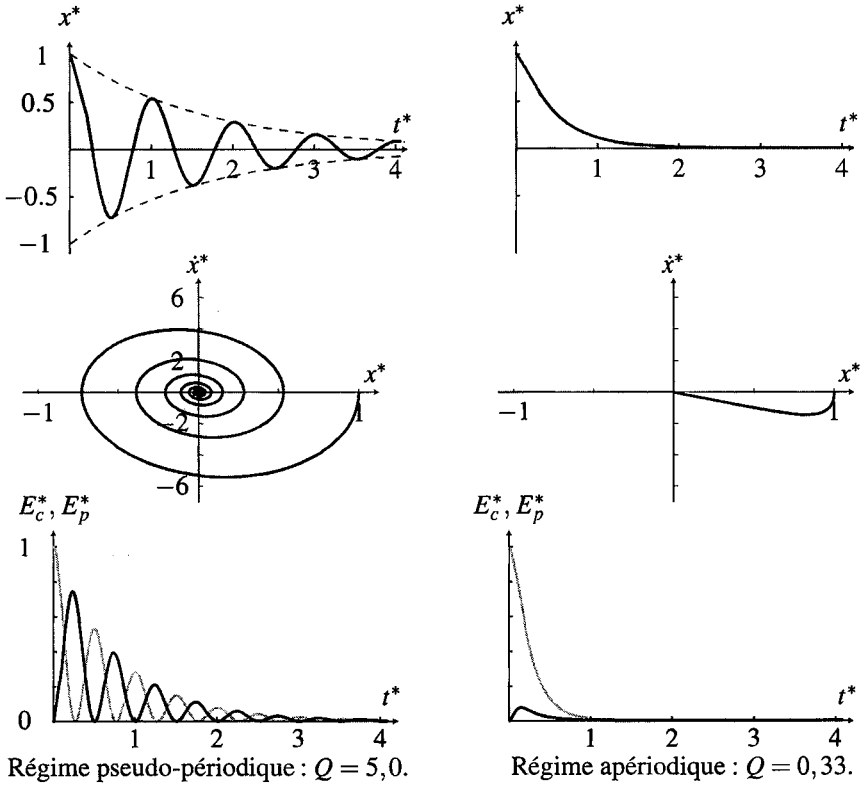 x*
1
0.5
−0.5
−1
1 2 3 4
t*
x*
1 2 3 4
t*
ẋ*
6
2
−2
−6
−1 1
x*
ẋ*
−1 1
x*
E*c, E*p
1
0
1 2 3 4
t*
E*c, E*p
1 2 3 4
t*
Régime pseudo-périodique : Q = 5,0.
Régime apériodique : Q = 0,33.